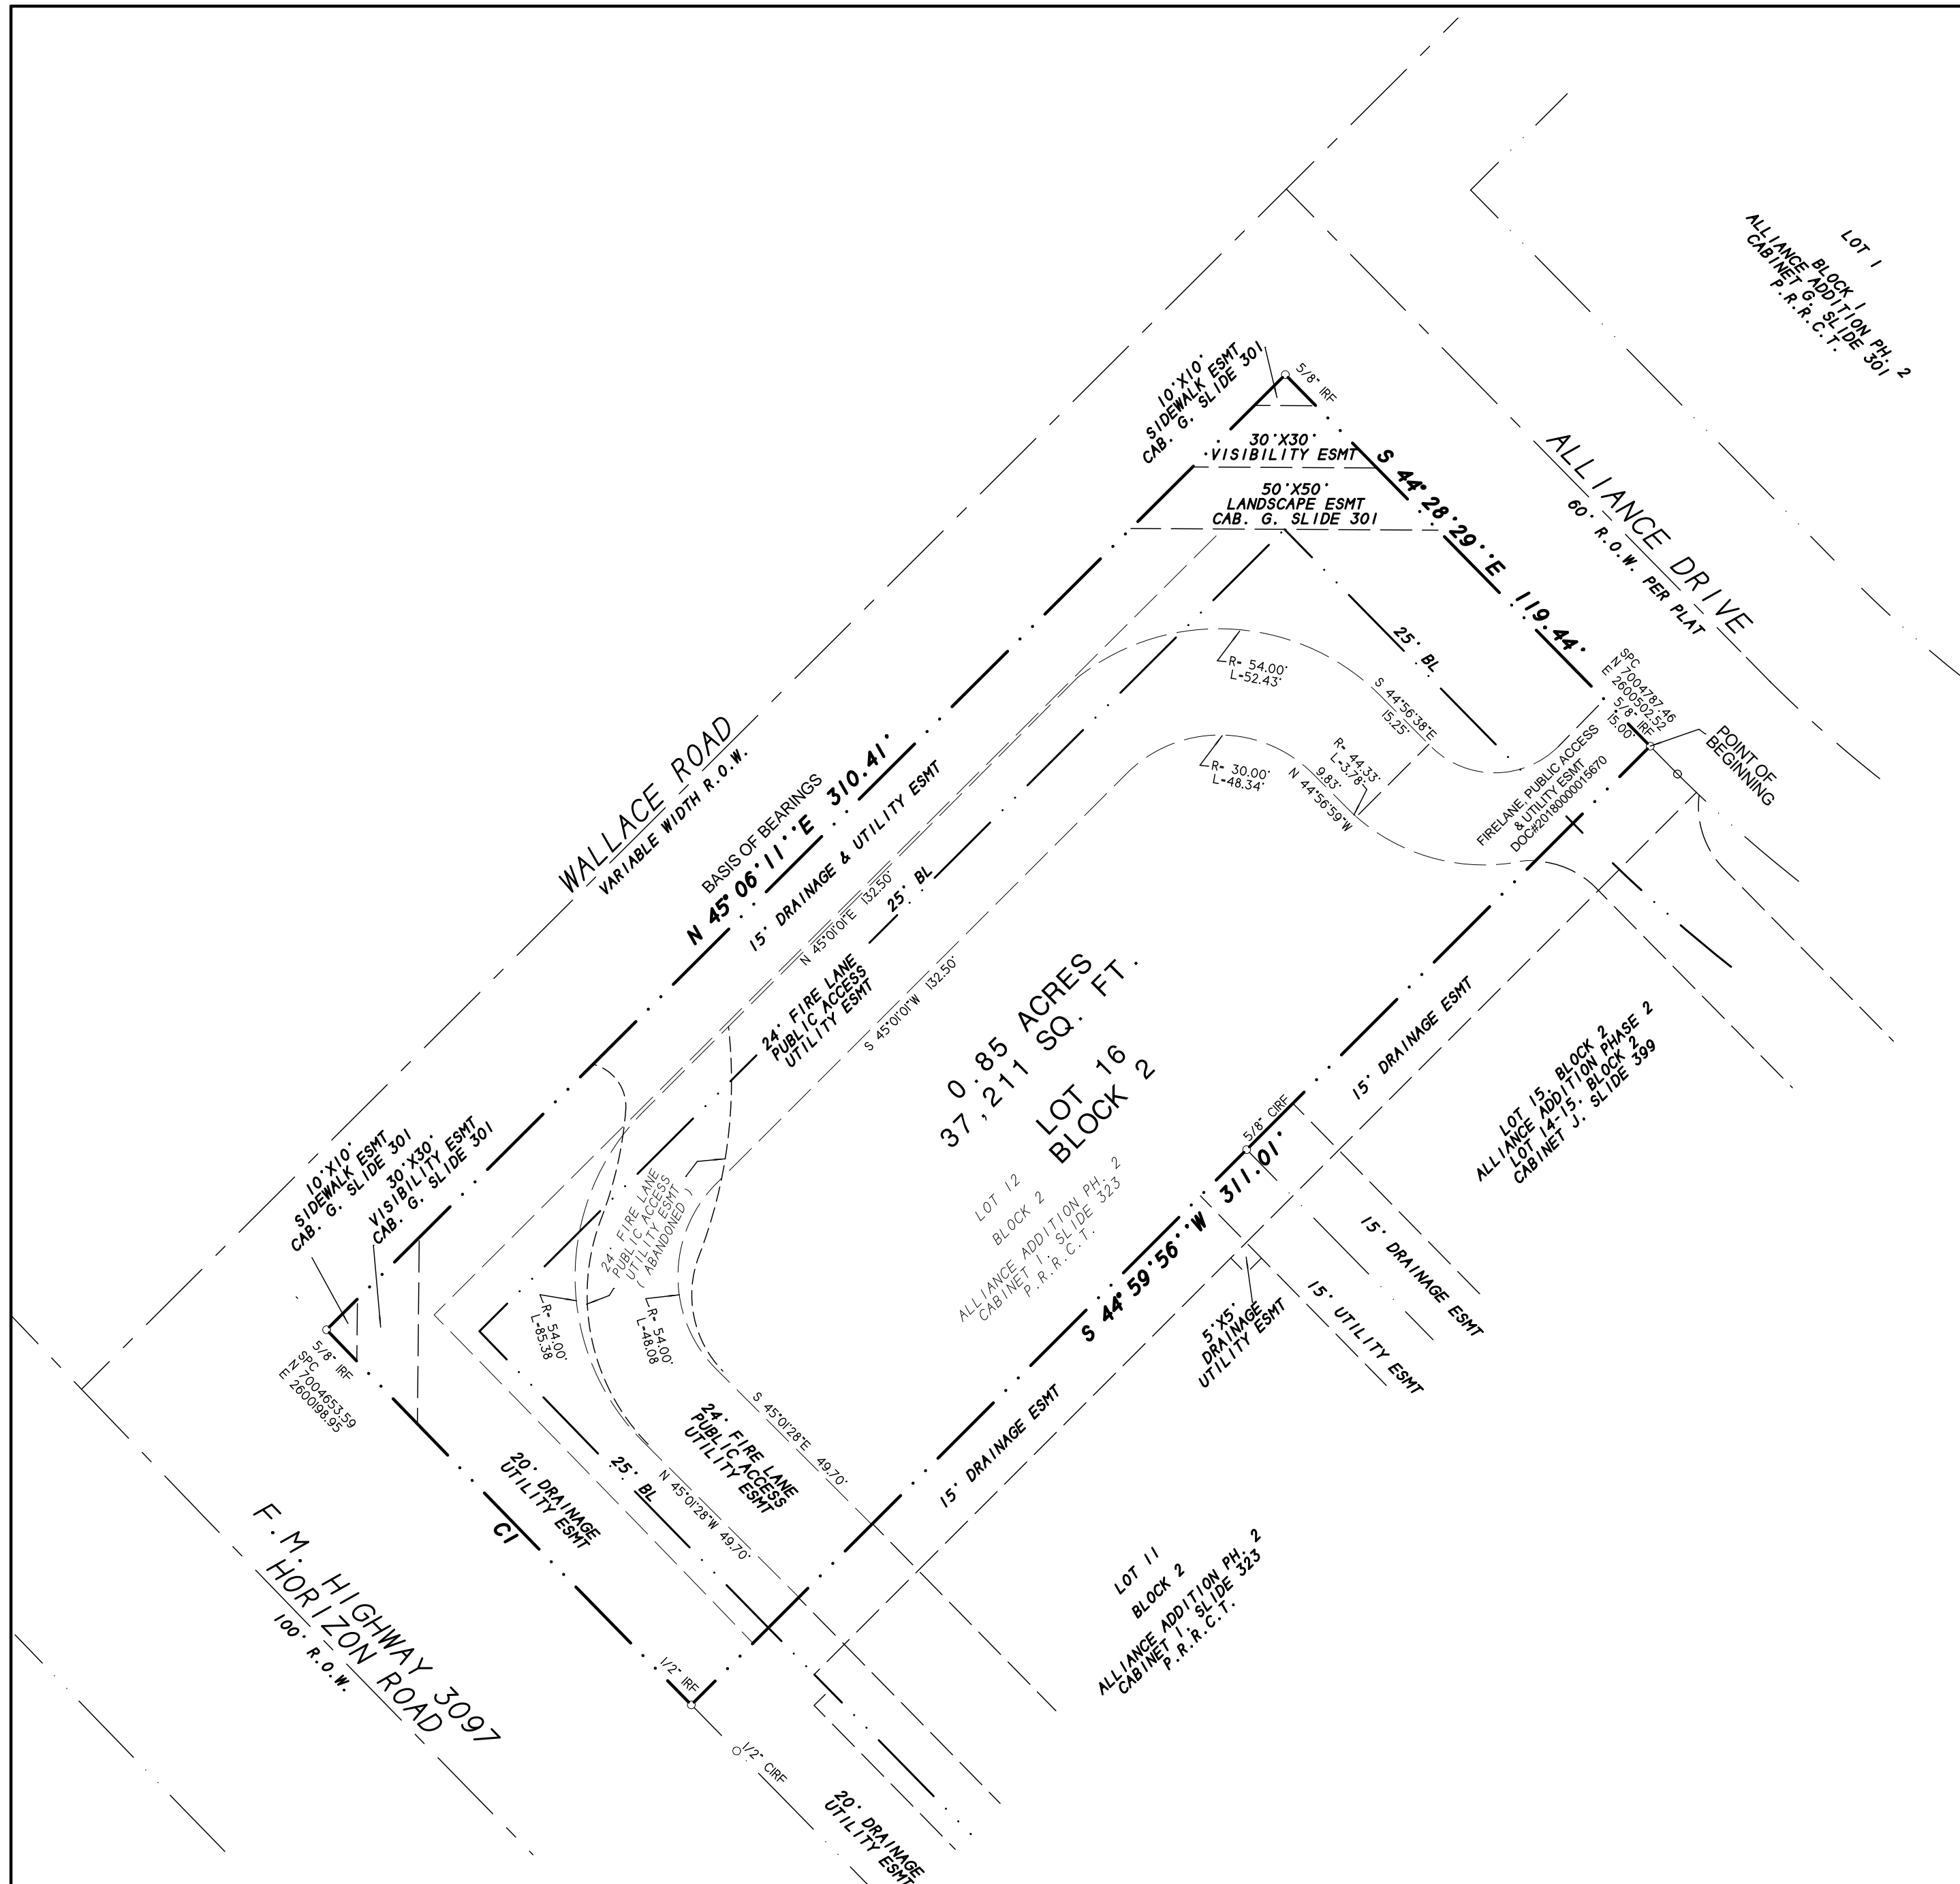 LOT 1
BLOCK 1
ALLIANCE ADDITION PH. 2
CABINET G. SLIDE 301
P.R.R.C.T.
10'X10'
SIDEWALK ESMT
CAB. G. SLIDE 301
5/8" IRF
30'X30'
VISIBILITY ESMT
50'X50'
LANDSCAPE ESMT
CAB. G. SLIDE 301
S 44°28'29''E 119.44'
ALLIANCE DRIVE
60' R.O.W. PER PLAT
25' BL
R- 54.00'
L-52.43'
S 44°56'38"E
15.25'
SPC
N 7004787.46
E 2600502.52
5/8" IRF
15.00'
POINT OF
BEGINNING
R- 30.00'
L-48.34'
R- 44.33'
L-3.78'
9.83'
N 44°56'59"W
FIRELANE, PUBLIC ACCESS
& UTILITY ESMT
DOC#20180000015670
WALLACE ROAD
VARIABLE WIDTH R.O.W.
BASIS OF BEARINGS
N 45°06'11''E 310.41'
15' DRAINAGE & UTILITY ESMT
N 45°01'01"E 132.50'
25' BL
24' FIRE LANE
PUBLIC ACCESS
UTILITY ESMT
S 45°01'01"W 132.50'
0.85 ACRES
37,211 SQ. FT.
LOT 16
BLOCK 2
LOT 12
BLOCK 2
ALLIANCE ADDITION PH. 2
CABINET I. SLIDE 323
P.R.R.C.T.
15' DRAINAGE ESMT
LOT 15, BLOCK 2
ALLIANCE ADDITION PHASE 2
LOT 14-15, BLOCK 2
CABINET J. SLIDE 399
5/8" CIRF
S 44°59'56''W 311.01'
15' DRAINAGE ESMT
15' UTILITY ESMT
5'X5'
DRAINAGE
UTILITY ESMT
10'X10'
SIDEWALK ESMT
CAB. G. SLIDE 301
30'X30'
VISIBILITY ESMT
CAB. G. SLIDE 301
24' FIRE LANE
PUBLIC ACCESS
UTILITY ESMT
( ABANDONED )
R- 54.00'
L-85.38
R- 54.00'
L-48.08
5/8" IRF
SPC
N 7004653.59
E 2600198.95
S 45°01'28"E 49.70'
24' FIRE LANE
PUBLIC ACCESS
UTILITY ESMT
N 45°01'28"W 49.70'
25' BL
20' DRAINAGE
UTILITY ESMT
C1
15' DRAINAGE ESMT
F.M. HIGHWAY 3097
HORIZON ROAD
100' R.O.W.
LOT 11
BLOCK 2
ALLIANCE ADDITION PH. 2
CABINET I. SLIDE 323
P.R.R.C.T.
1/2" IRF
1/2" CIRF
20' DRAINAGE
UTILITY ESMT